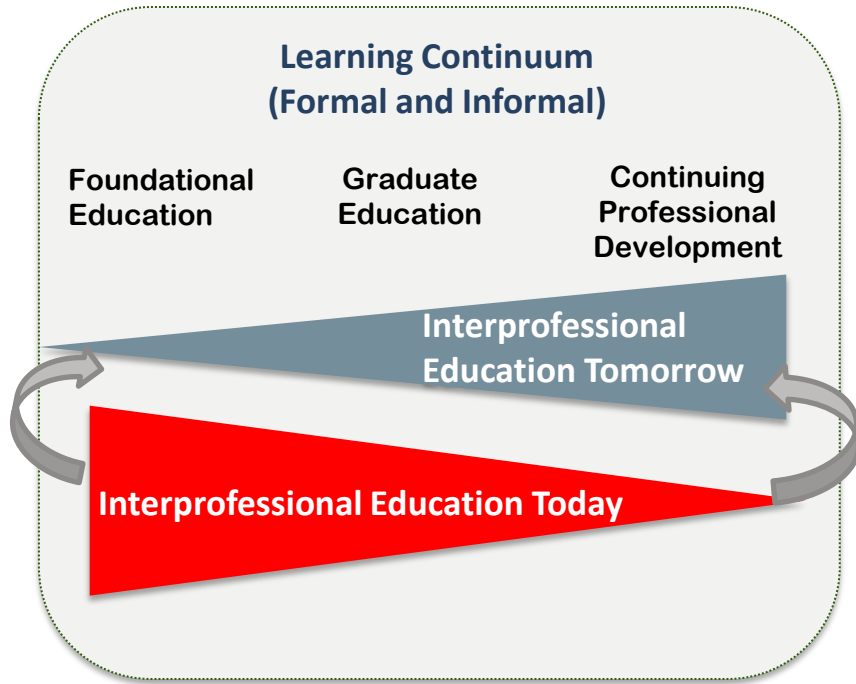 Learning Continuum
(Formal and Informal)
Foundational
Education
Graduate
Education
Continuing
Professional
Development
Interprofessional
Education Tomorrow
Interprofessional Education Today